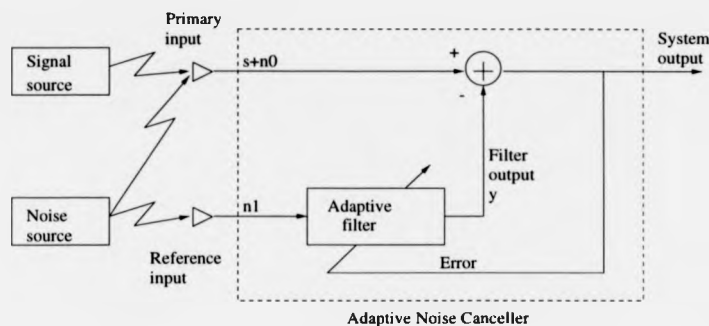 Primary
input
Signal
source
s+n0
+
-
System
output
Filter
output
y
Noise
source
n1
Adaptive
filter
Reference
input
Error
Adaptive Noise Canceller